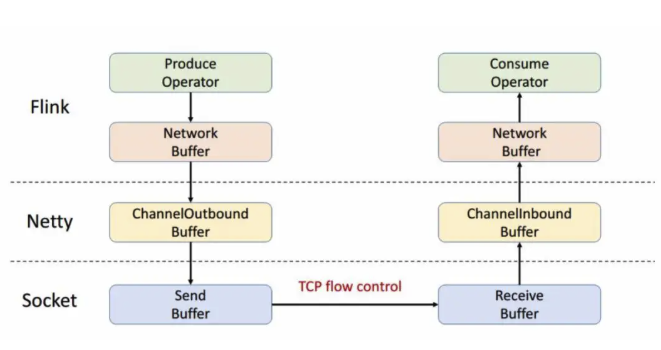 Flink
Produce
Operator
Consume
Operator
Network
Buffer
Network
Buffer
Netty
ChannelOutbound
Buffer
ChannelInbound
Buffer
Socket
Send
Buffer
TCP flow control
Receive
Buffer